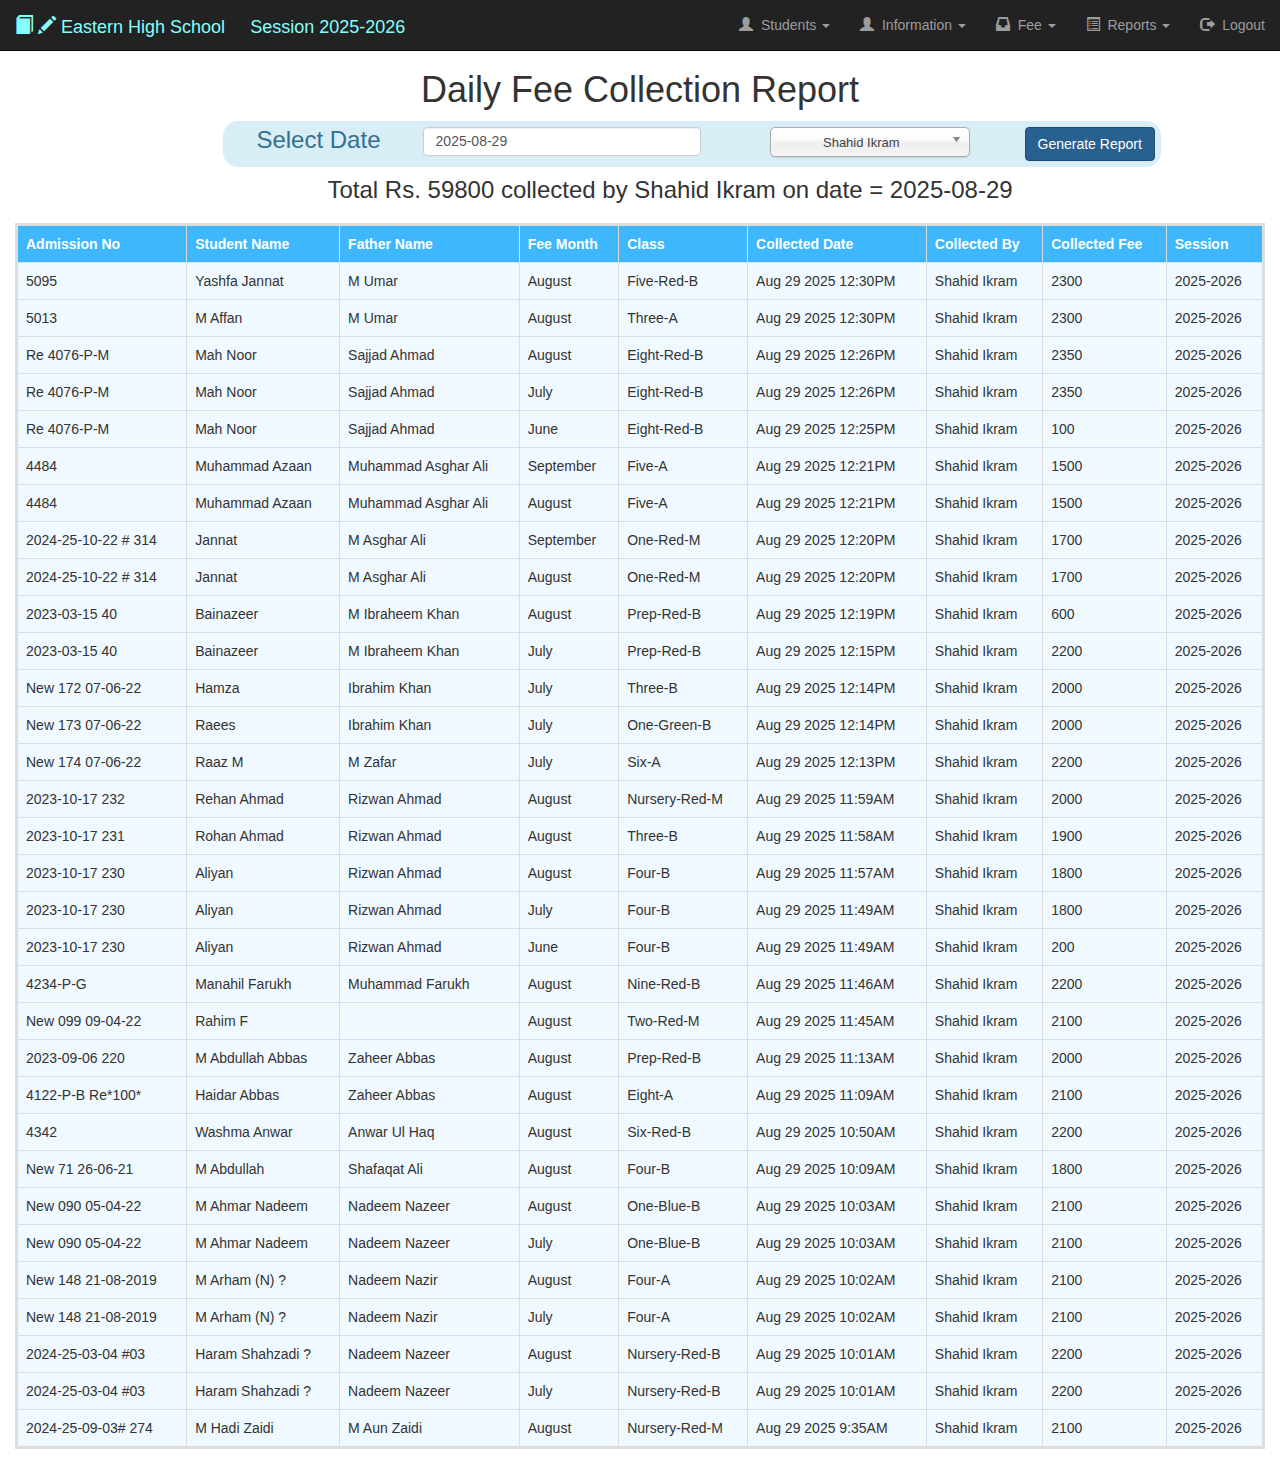 Eastern High School Session 2025-2026 Students Information Fee Reports Logout
Daily Fee Collection Report
Select Date 2025-08-29 Shahid Ikram Generate Report
Total Rs. 59800 collected by Shahid Ikram on date = 2025-08-29
Admission No Student Name Father Name Fee Month Class Collected Date Collected By Collected Fee Session
5095 Yashfa Jannat M Umar August Five-Red-B Aug 29 2025 12:30PM Shahid Ikram 2300 2025-2026
5013 M Affan M Umar August Three-A Aug 29 2025 12:30PM Shahid Ikram 2300 2025-2026
Re 4076-P-M Mah Noor Sajjad Ahmad August Eight-Red-B Aug 29 2025 12:26PM Shahid Ikram 2350 2025-2026
Re 4076-P-M Mah Noor Sajjad Ahmad July Eight-Red-B Aug 29 2025 12:26PM Shahid Ikram 2350 2025-2026
Re 4076-P-M Mah Noor Sajjad Ahmad June Eight-Red-B Aug 29 2025 12:25PM Shahid Ikram 100 2025-2026
4484 Muhammad Azaan Muhammad Asghar Ali September Five-A Aug 29 2025 12:21PM Shahid Ikram 1500 2025-2026
4484 Muhammad Azaan Muhammad Asghar Ali August Five-A Aug 29 2025 12:21PM Shahid Ikram 1500 2025-2026
2024-25-10-22 # 314 Jannat M Asghar Ali September One-Red-M Aug 29 2025 12:20PM Shahid Ikram 1700 2025-2026
2024-25-10-22 # 314 Jannat M Asghar Ali August One-Red-M Aug 29 2025 12:20PM Shahid Ikram 1700 2025-2026
2023-03-15 40 Bainazeer M Ibraheem Khan August Prep-Red-B Aug 29 2025 12:19PM Shahid Ikram 600 2025-2026
2023-03-15 40 Bainazeer M Ibraheem Khan July Prep-Red-B Aug 29 2025 12:15PM Shahid Ikram 2200 2025-2026
New 172 07-06-22 Hamza Ibrahim Khan July Three-B Aug 29 2025 12:14PM Shahid Ikram 2000 2025-2026
New 173 07-06-22 Raees Ibrahim Khan July One-Green-B Aug 29 2025 12:14PM Shahid Ikram 2000 2025-2026
New 174 07-06-22 Raaz M M Zafar July Six-A Aug 29 2025 12:13PM Shahid Ikram 2200 2025-2026
2023-10-17 232 Rehan Ahmad Rizwan Ahmad August Nursery-Red-M Aug 29 2025 11:59AM Shahid Ikram 2000 2025-2026
2023-10-17 231 Rohan Ahmad Rizwan Ahmad August Three-B Aug 29 2025 11:58AM Shahid Ikram 1900 2025-2026
2023-10-17 230 Aliyan Rizwan Ahmad August Four-B Aug 29 2025 11:57AM Shahid Ikram 1800 2025-2026
2023-10-17 230 Aliyan Rizwan Ahmad July Four-B Aug 29 2025 11:49AM Shahid Ikram 1800 2025-2026
2023-10-17 230 Aliyan Rizwan Ahmad June Four-B Aug 29 2025 11:49AM Shahid Ikram 200 2025-2026
4234-P-G Manahil Farukh Muhammad Farukh August Nine-Red-B Aug 29 2025 11:46AM Shahid Ikram 2200 2025-2026
New 099 09-04-22 Rahim F August Two-Red-M Aug 29 2025 11:45AM Shahid Ikram 2100 2025-2026
2023-09-06 220 M Abdullah Abbas Zaheer Abbas August Prep-Red-B Aug 29 2025 11:13AM Shahid Ikram 2000 2025-2026
4122-P-B Re*100* Haidar Abbas Zaheer Abbas August Eight-A Aug 29 2025 11:09AM Shahid Ikram 2100 2025-2026
4342 Washma Anwar Anwar Ul Haq August Six-Red-B Aug 29 2025 10:50AM Shahid Ikram 2200 2025-2026
New 71 26-06-21 M Abdullah Shafaqat Ali August Four-B Aug 29 2025 10:09AM Shahid Ikram 1800 2025-2026
New 090 05-04-22 M Ahmar Nadeem Nadeem Nazeer August One-Blue-B Aug 29 2025 10:03AM Shahid Ikram 2100 2025-2026
New 090 05-04-22 M Ahmar Nadeem Nadeem Nazeer July One-Blue-B Aug 29 2025 10:03AM Shahid Ikram 2100 2025-2026
New 148 21-08-2019 M Arham (N) ? Nadeem Nazir August Four-A Aug 29 2025 10:02AM Shahid Ikram 2100 2025-2026
New 148 21-08-2019 M Arham (N) ? Nadeem Nazir July Four-A Aug 29 2025 10:02AM Shahid Ikram 2100 2025-2026
2024-25-03-04 #03 Haram Shahzadi ? Nadeem Nazeer August Nursery-Red-B Aug 29 2025 10:01AM Shahid Ikram 2200 2025-2026
2024-25-03-04 #03 Haram Shahzadi ? Nadeem Nazeer July Nursery-Red-B Aug 29 2025 10:01AM Shahid Ikram 2200 2025-2026
2024-25-09-03# 274 M Hadi Zaidi M Aun Zaidi August Nursery-Red-M Aug 29 2025 9:35AM Shahid Ikram 2100 2025-2026